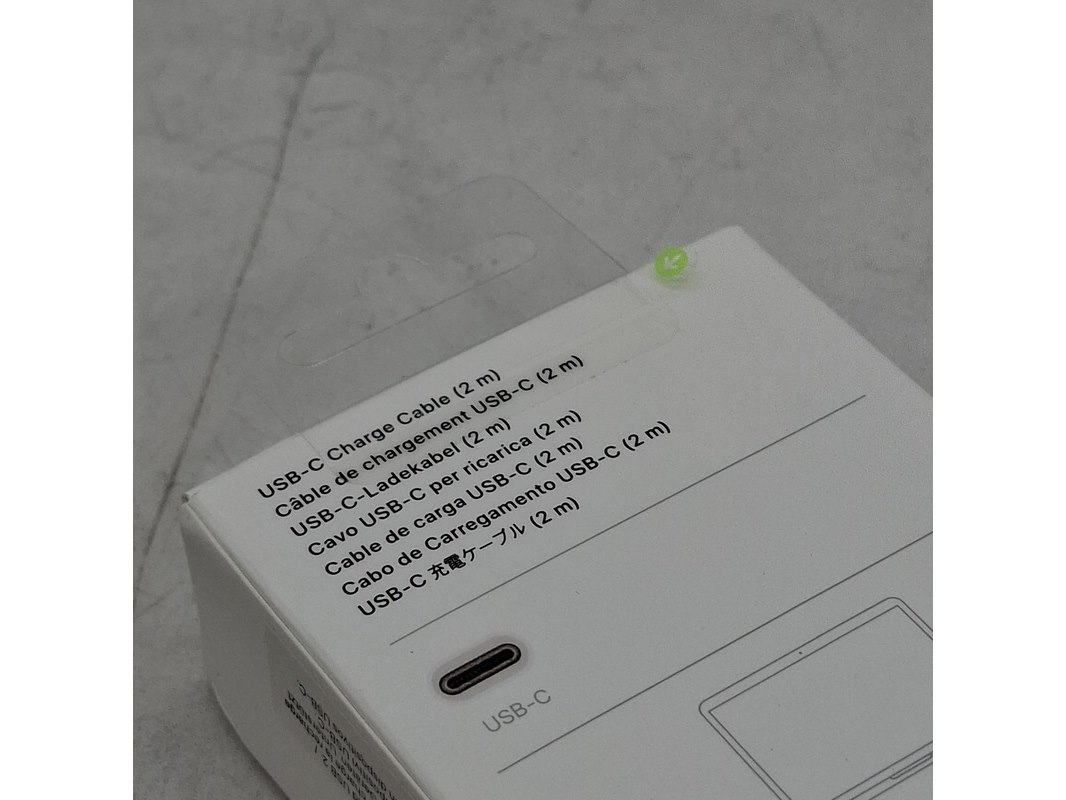 USB-C Charge Cable (2 m)
Câble de chargement USB-C (2 m)
USB-C-Ladekabel (2 m)
Cavo USB-C per ricarica (2 m)
Cable de carga USB-C (2 m)
Cabo de Carregamento USB-C (2 m)
USB-C 充電ケーブル (2 m)
USB-C